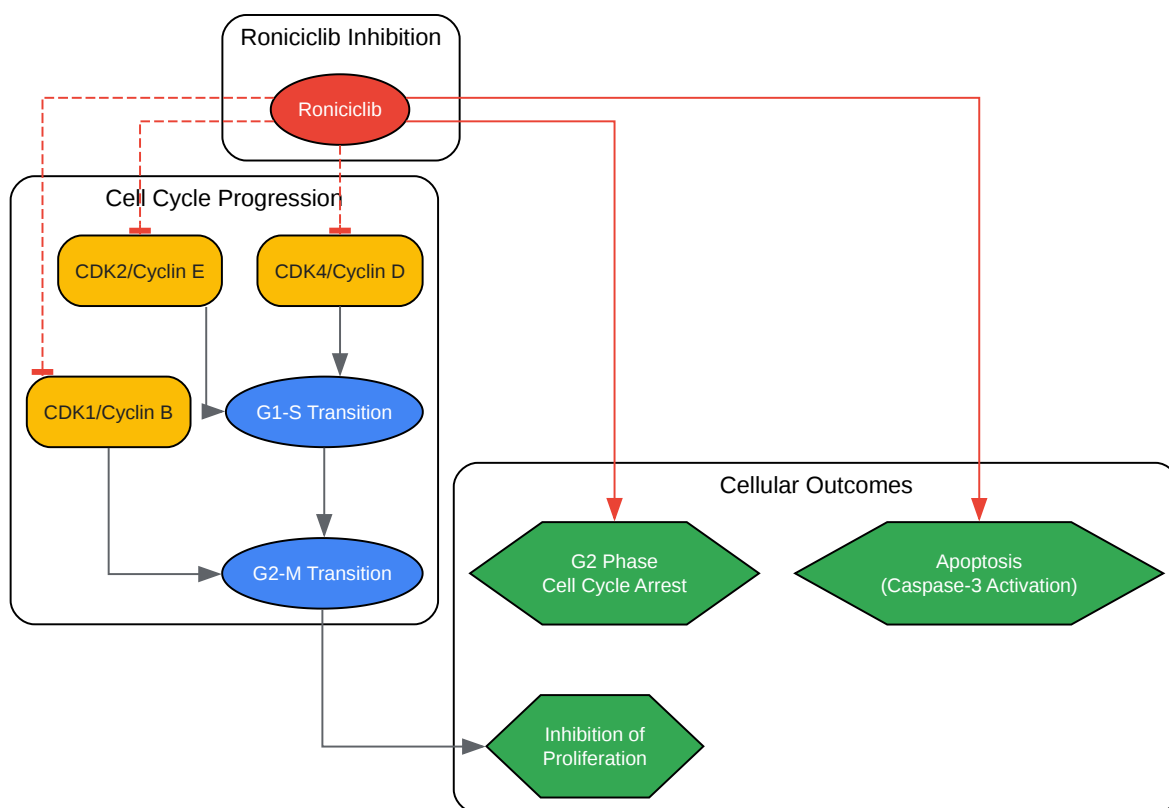 Roniciclib Inhibition
Roniciclib
Cell Cycle Progression
CDK2/Cyclin E
CDK4/Cyclin D
CDK1/Cyclin B
G1-S Transition
G2-M Transition
Cellular Outcomes
G2 Phase
Cell Cycle Arrest
Apoptosis
(Caspase-3 Activation)
Inhibition of
Proliferation